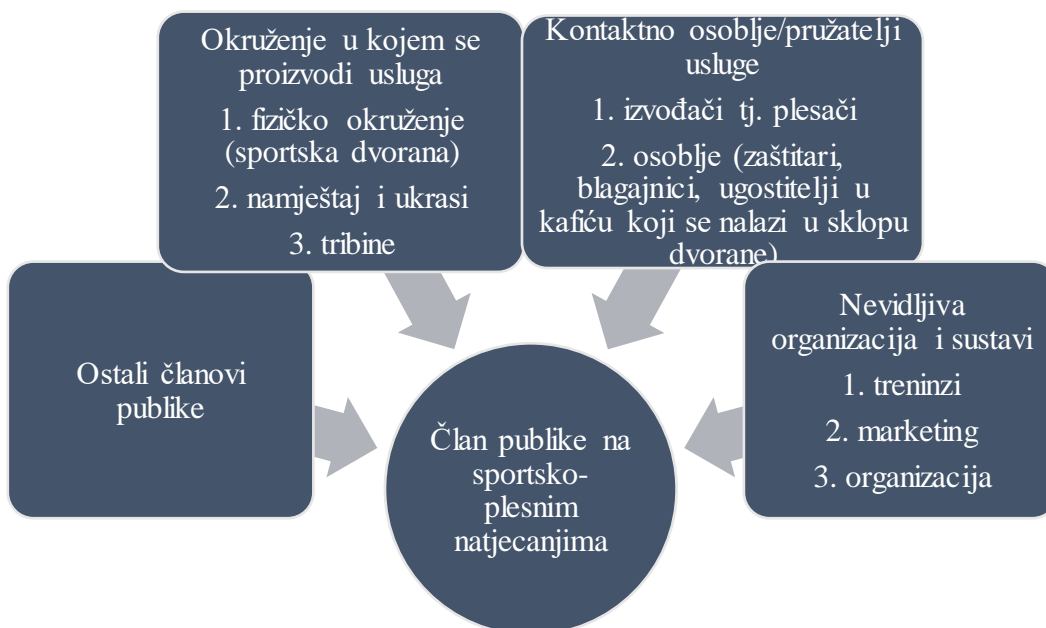 Okruženje u kojem se
proizvodi usluga
1. fizičko okruženje
(sportska dvorana)
2. namještaj i ukrasi
3. tribine
Kontaktno osoblje/pružatelji
usluge
1. izvođači tj. plesači
2. osoblje (zaštitari,
blagajnici, ugostitelji u
kafiću koji se nalazi u sklopu
dvorane)
Ostali članovi
publike
Nevidljiva
organizacija i sustavi
1. treninzi
2. marketing
3. organizacija
Član publike na
sportsko-
plesnim
natjecanjima